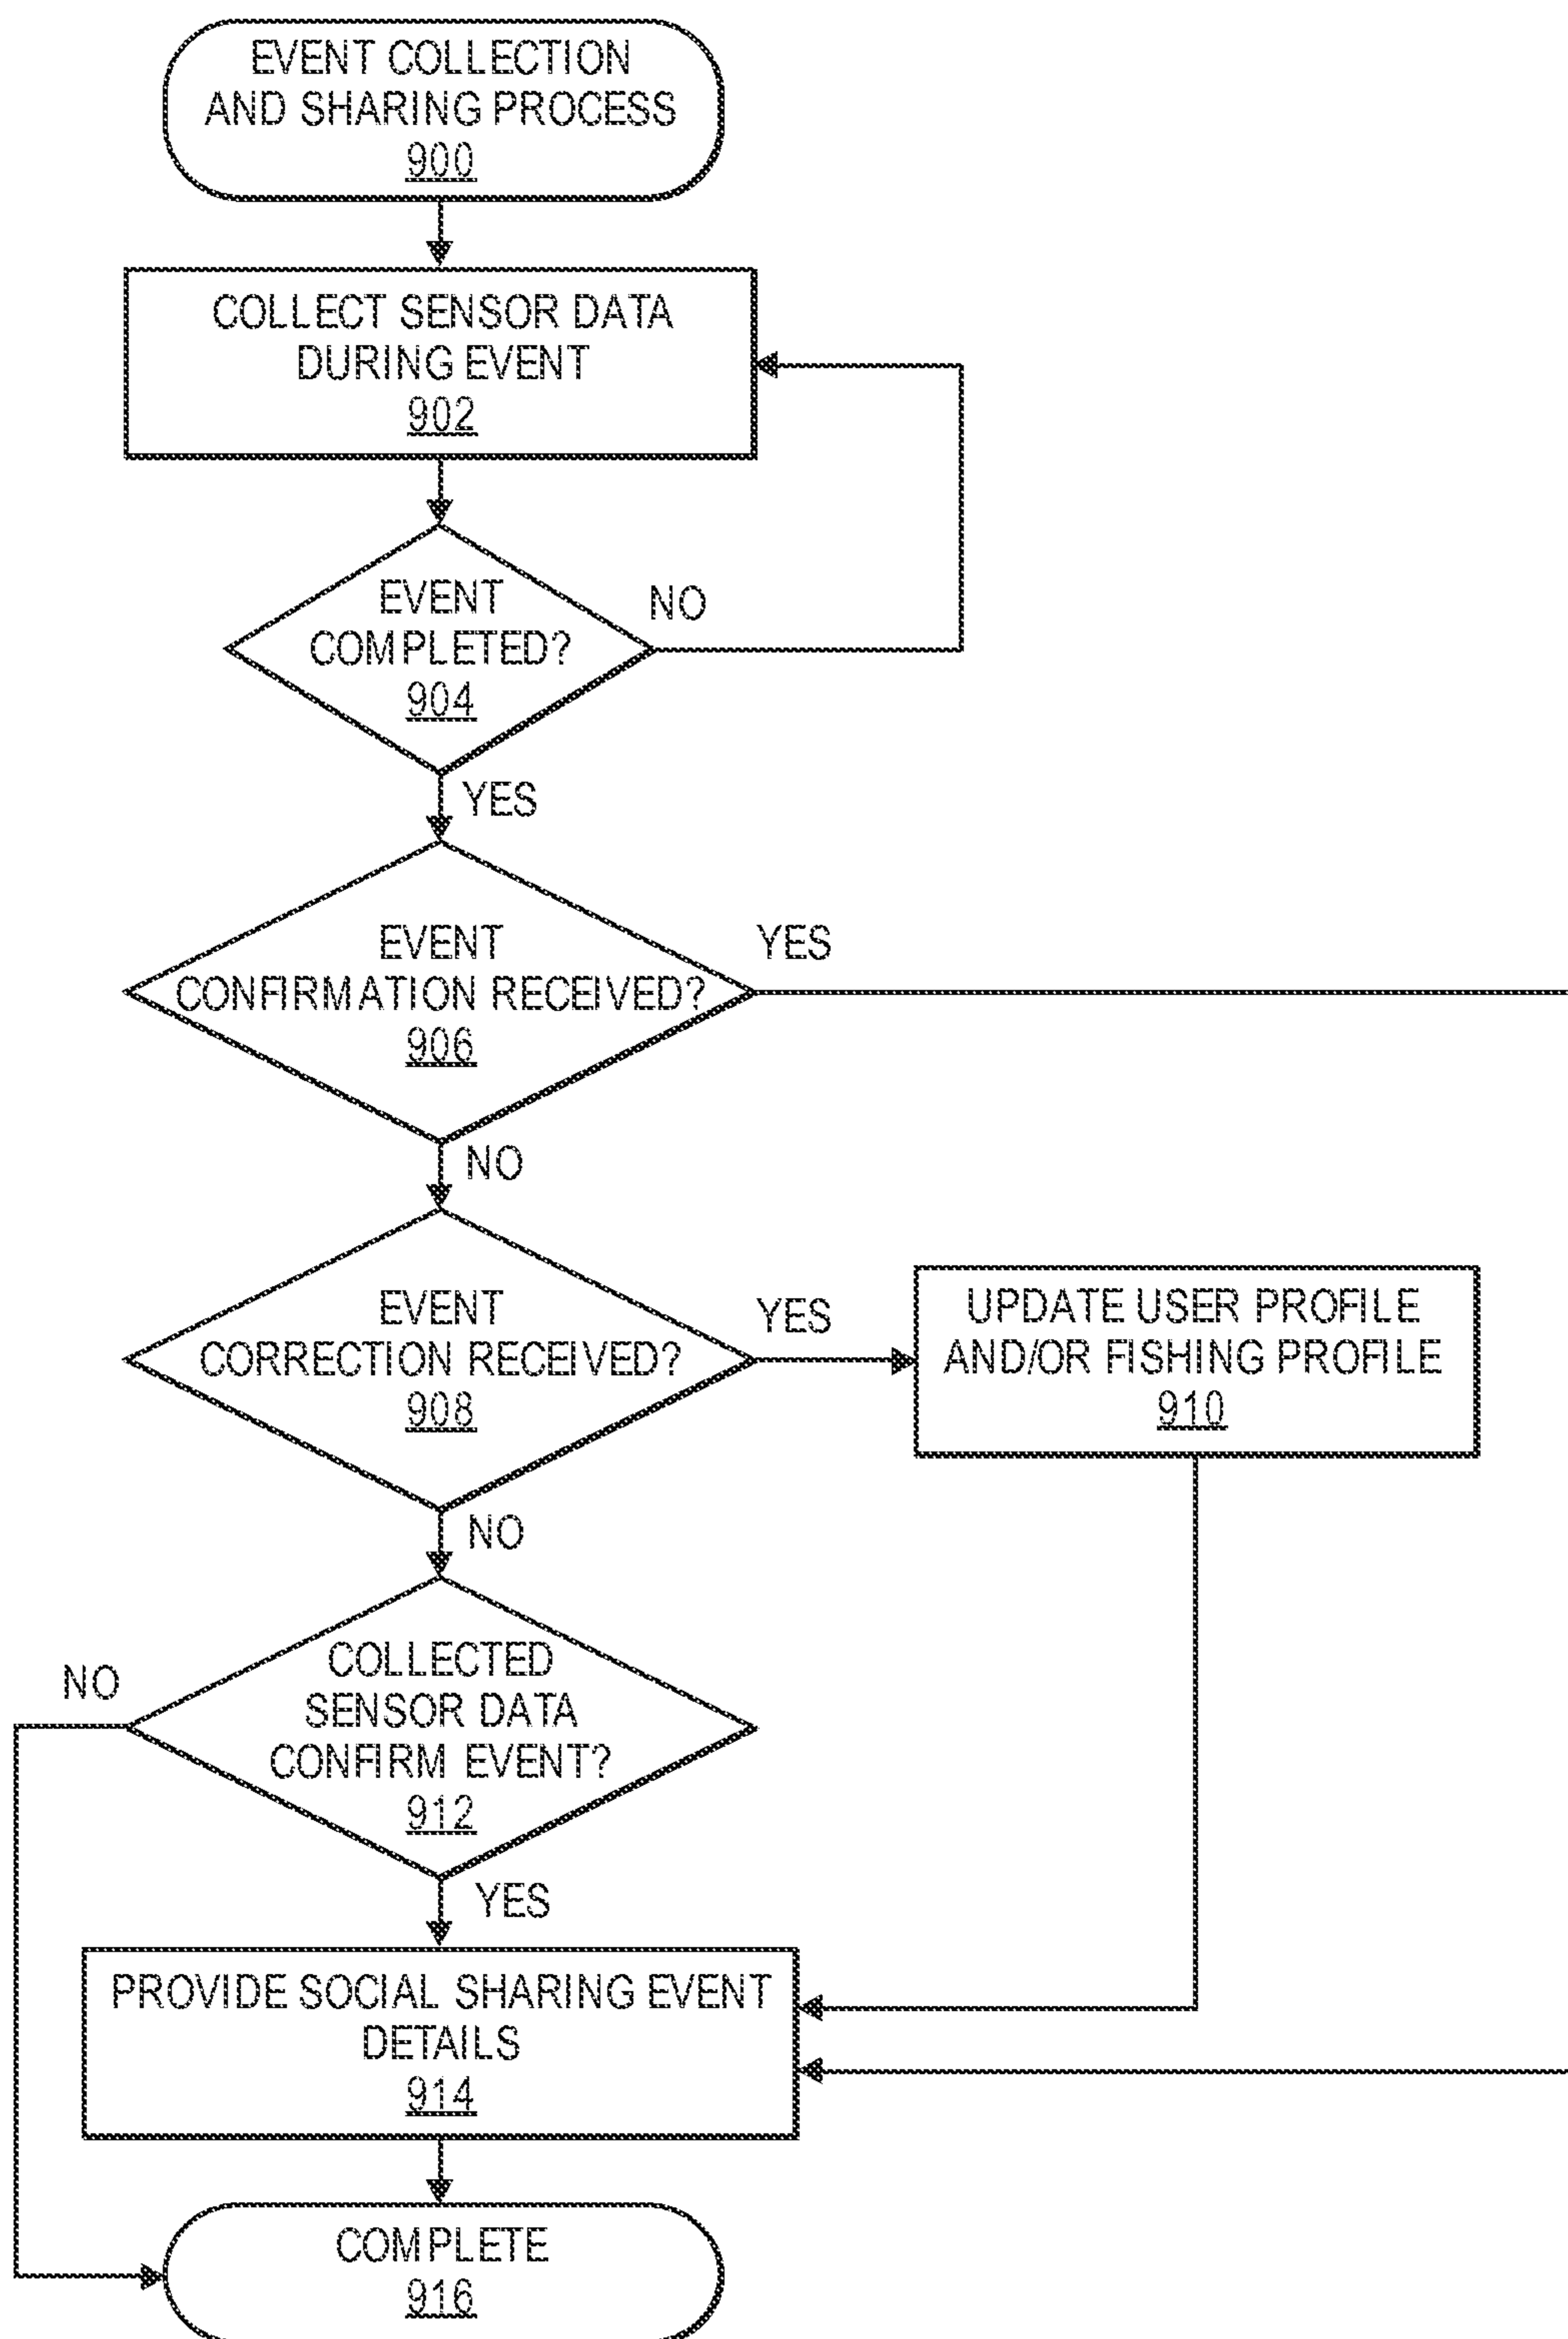 EVENT COLLECTION
AND SHARING PROCESS
900
COLLECT SENSOR DATA
DURING EVENT
902
EVENT
COMPLETED?
904
NO
YES
EVENT
CONFIRMATION RECEIVED?
906
YES
NO
EVENT
CORRECTION RECEIVED?
908
YES
UPDATE USER PROFILE
AND/OR FISHING PROFILE
910
NO
COLLECTED
SENSOR DATA
CONFIRM EVENT?
912
NO
YES
PROVIDE SOCIAL SHARING EVENT
DETAILS
914
COMPLETE
916